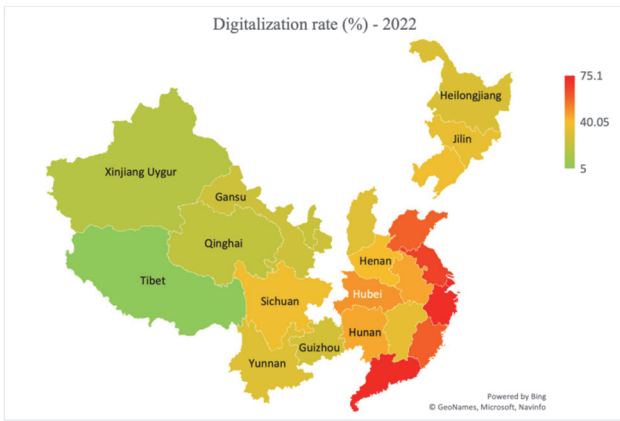 Digitalization rate (%) - 2022
75.1
40.05
5
Heilongjiang
Jilin
Xinjiang Uygur
Gansu
Qinghai
Henan
Tibet
Sichuan
Hubei
Hunan
Guizhou
Yunnan
Powered by Bing
© GeoNames, Microsoft, Navinfo